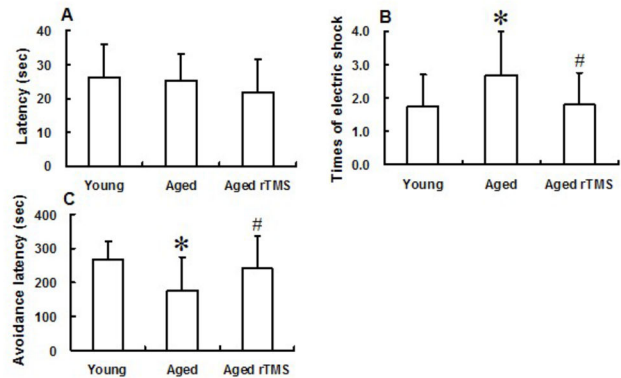 A
Latency (sec)
40
30
20
10
0
Young Aged Aged rTMS
B
Times of electric shock
4.0
3.0
2.0
1.0
0.0
*
#
Young Aged Aged rTMS
C
Avoidance latency (sec)
400
300
200
100
0
*
#
Young Aged Aged rTMS